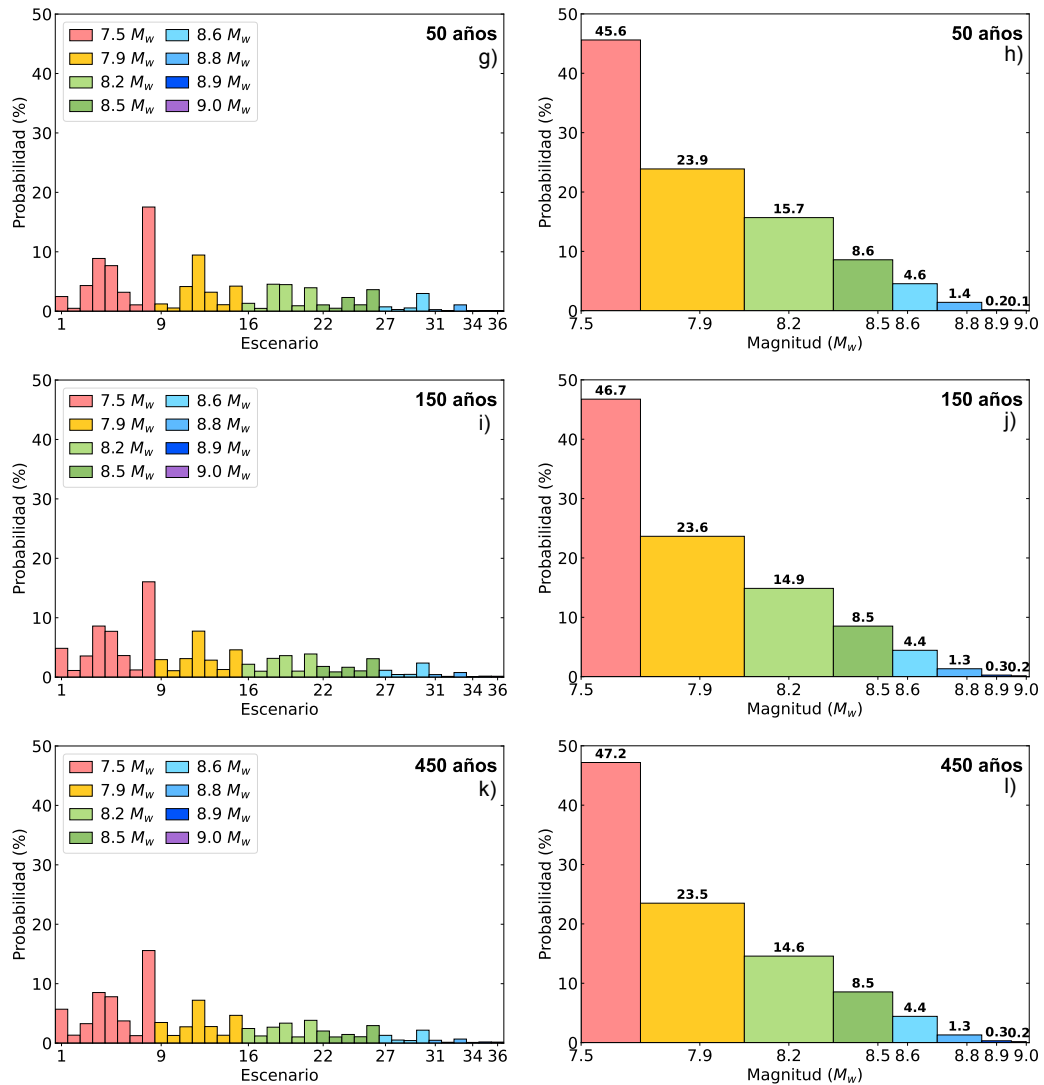 50 años
g)
7.5 Mw 8.6 Mw
7.9 Mw 8.8 Mw
8.2 Mw 8.9 Mw
8.5 Mw 9.0 Mw
Probabilidad (%)
50
40
30
20
10
0
1 9 16 22 27 31 34 36
Escenario
50 años
h)
Probabilidad (%)
50
40
30
20
10
0
45.6
23.9
15.7
8.6
4.6
1.4
0.2
0.1
7.5 7.9 8.2 8.5 8.6 8.8 8.9 9.0
Magnitud (Mw)
150 años
i)
7.5 Mw 8.6 Mw
7.9 Mw 8.8 Mw
8.2 Mw 8.9 Mw
8.5 Mw 9.0 Mw
Probabilidad (%)
50
40
30
20
10
0
1 9 16 22 27 31 34 36
Escenario
150 años
j)
Probabilidad (%)
50
40
30
20
10
0
46.7
23.6
14.9
8.5
4.4
1.3
0.3
0.2
7.5 7.9 8.2 8.5 8.6 8.8 8.9 9.0
Magnitud (Mw)
450 años
k)
7.5 Mw 8.6 Mw
7.9 Mw 8.8 Mw
8.2 Mw 8.9 Mw
8.5 Mw 9.0 Mw
Probabilidad (%)
50
40
30
20
10
0
1 9 16 22 27 31 34 36
Escenario
450 años
l)
Probabilidad (%)
50
40
30
20
10
0
47.2
23.5
14.6
8.5
4.4
1.3
0.3
0.2
7.5 7.9 8.2 8.5 8.6 8.8 8.9 9.0
Magnitud (Mw)